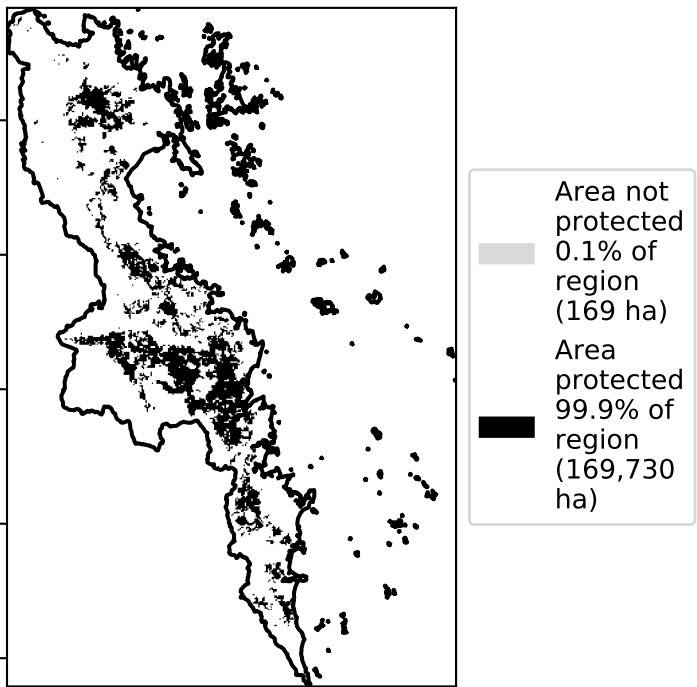 Area not
protected
0.1% of
region
(169 ha)
Area
protected
99.9% of
region
(169,730
ha)